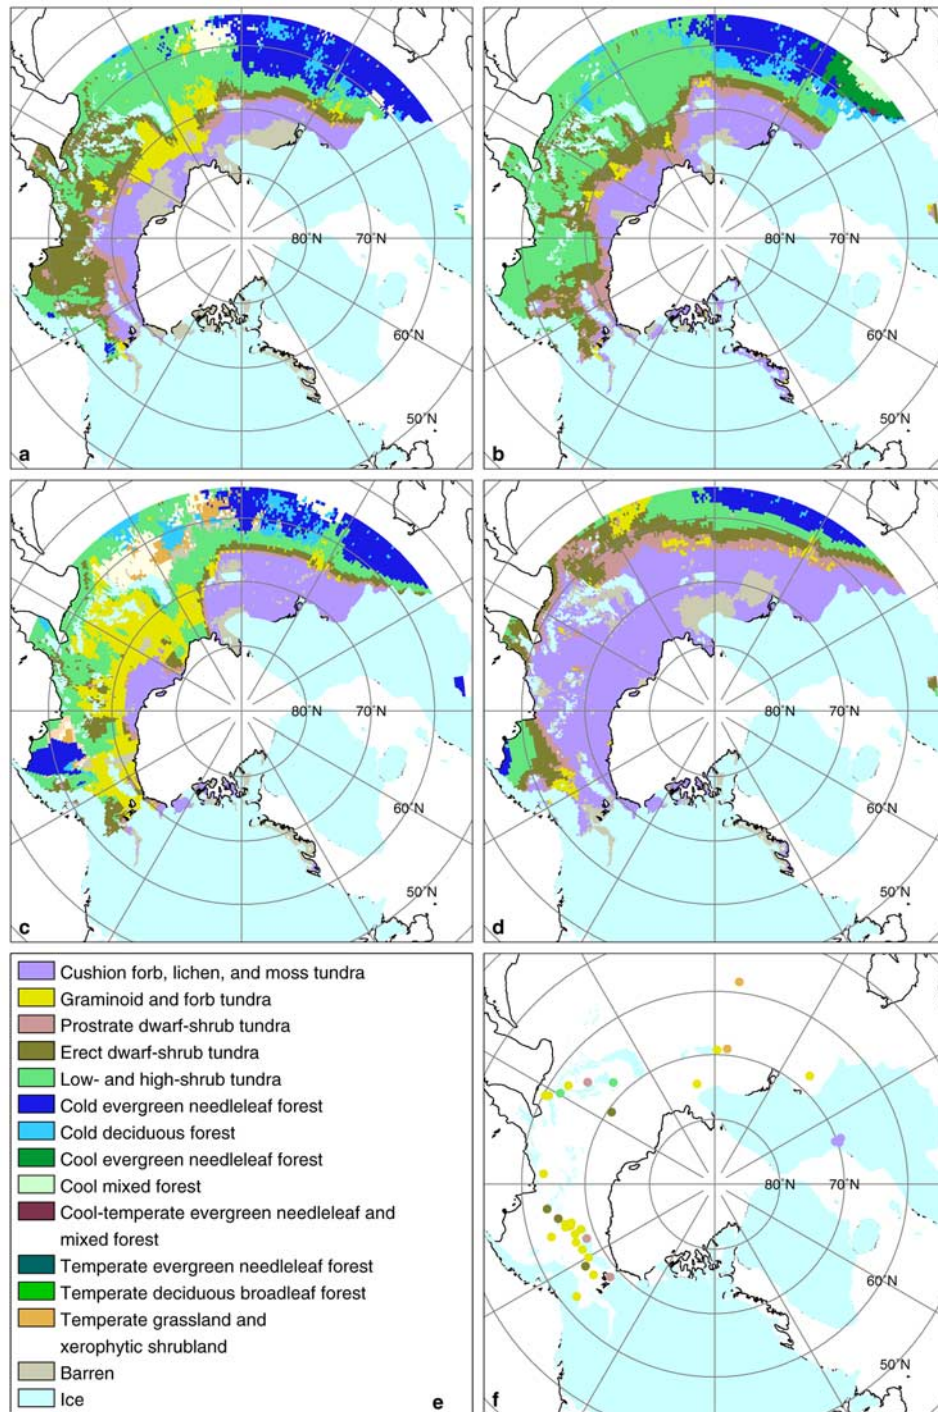 80°N 70°N
60°N
50°N
a
80°N 70°N
60°N
50°N
b
80°N 70°N
60°N
50°N
c
80°N 70°N
60°N
50°N
d
Cushion forb, lichen, and moss tundra
Graminoid and forb tundra
Prostrate dwarf-shrub tundra
Erect dwarf-shrub tundra
Low- and high-shrub tundra
Cold evergreen needleleaf forest
Cold deciduous forest
Cool evergreen needleleaf forest
Cool mixed forest
Cool-temperate evergreen needleleaf and
mixed forest
Temperate evergreen needleleaf forest
Temperate deciduous broadleaf forest
Temperate grassland and
xerophytic shrubland
Barren
Ice
e
80°N 70°N
60°N
50°N
f